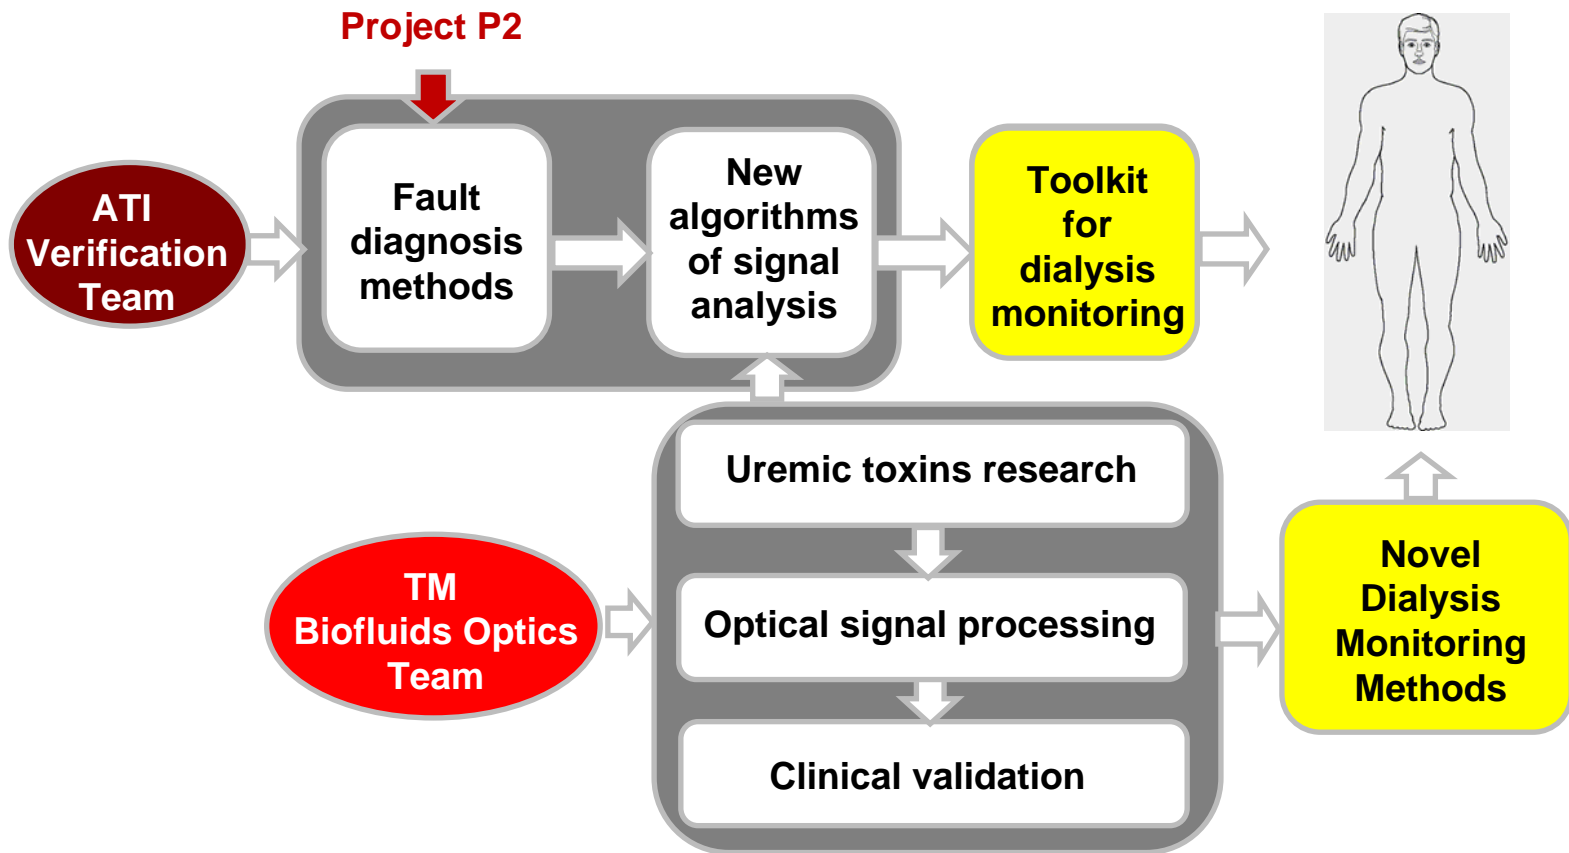 Project P2
ATI
Verification
Team
Fault
diagnosis
methods
New
algorithms
of signal
analysis
Toolkit
for
dialysis
monitoring
Uremic toxins research
TM
Biofluids Optics
Team
Optical signal processing
Clinical validation
Novel
Dialysis
Monitoring
Methods